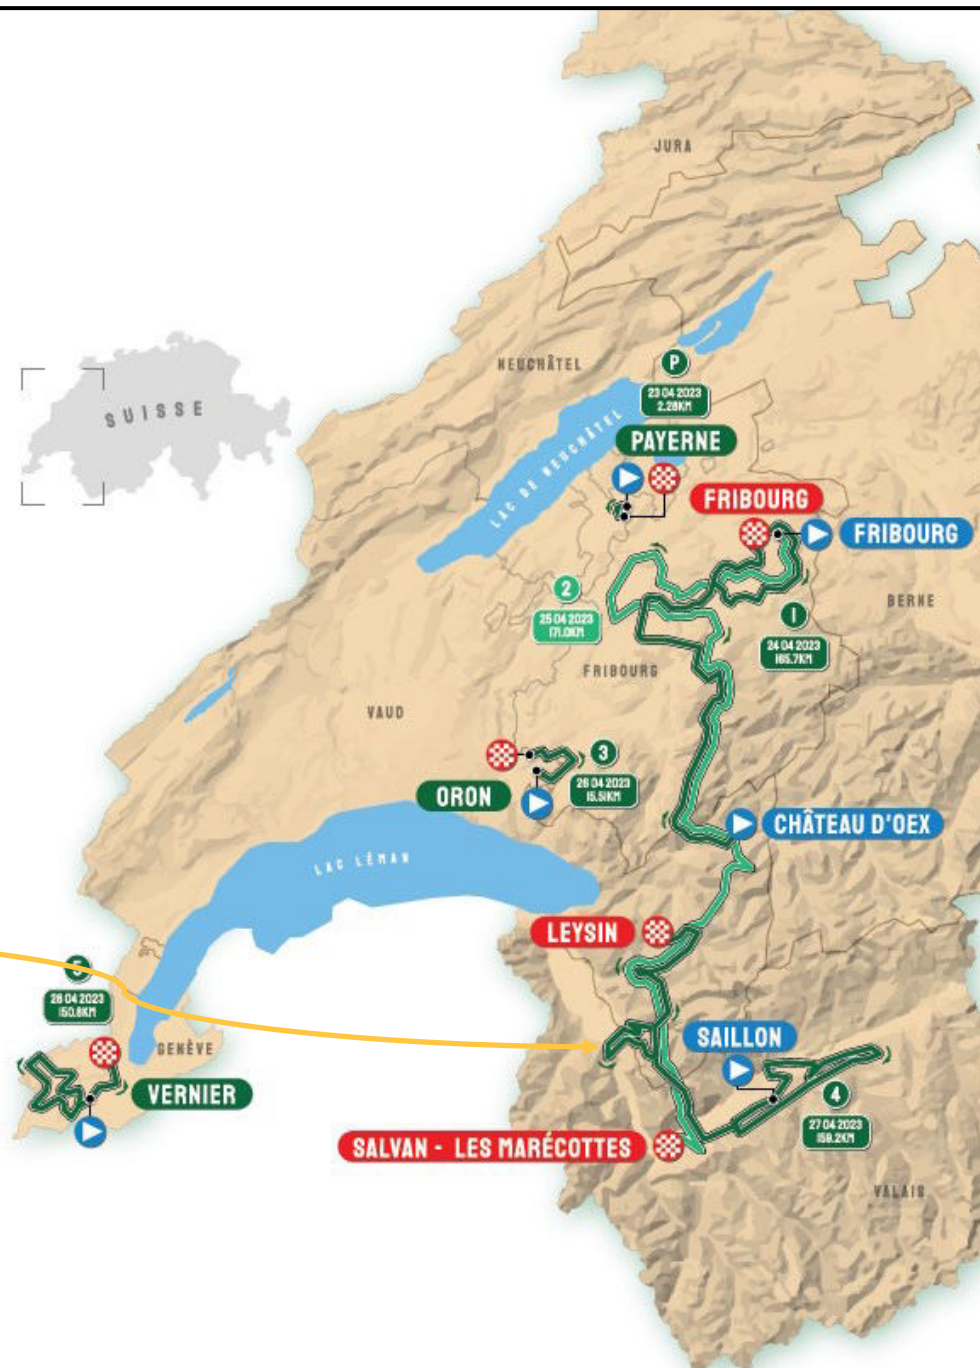 JURA
NEUCHÂTEL
P
23 04 2023
2.28KM
SUISSE
LAC DE NEUCHÂTEL
PAYERNE
FRIBOURG
FRIBOURG
2
25 04 2023
171.0KM
BERNE
1
24 04 2023
165.7KM
FRIBOURG
VAUD
3
26 04 2023
15.51KM
ORON
CHÂTEAU D'OEX
LAC LÉMAN
LEYSIN
5
28 04 2023
150.8KM
GENÈVE
SAILLON
VERNIER
4
27 04 2023
159.2KM
SALVAN - LES MARÉCOTTES
VALAIS